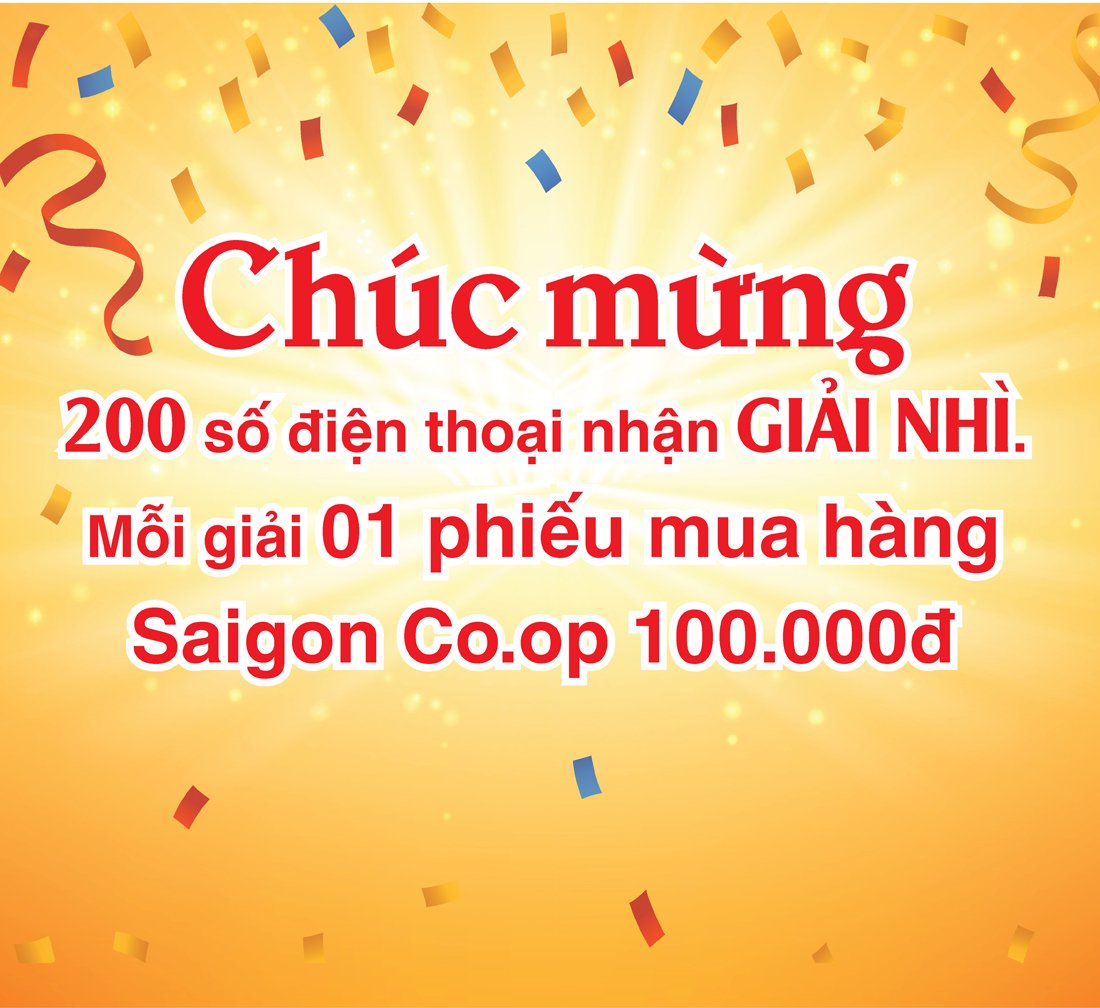 Chúc mừng
200 số điện thoại nhận GIẢI NHÌ.
Mỗi giải 01 phiếu mua hàng
Saigon Co.op 100.000đ